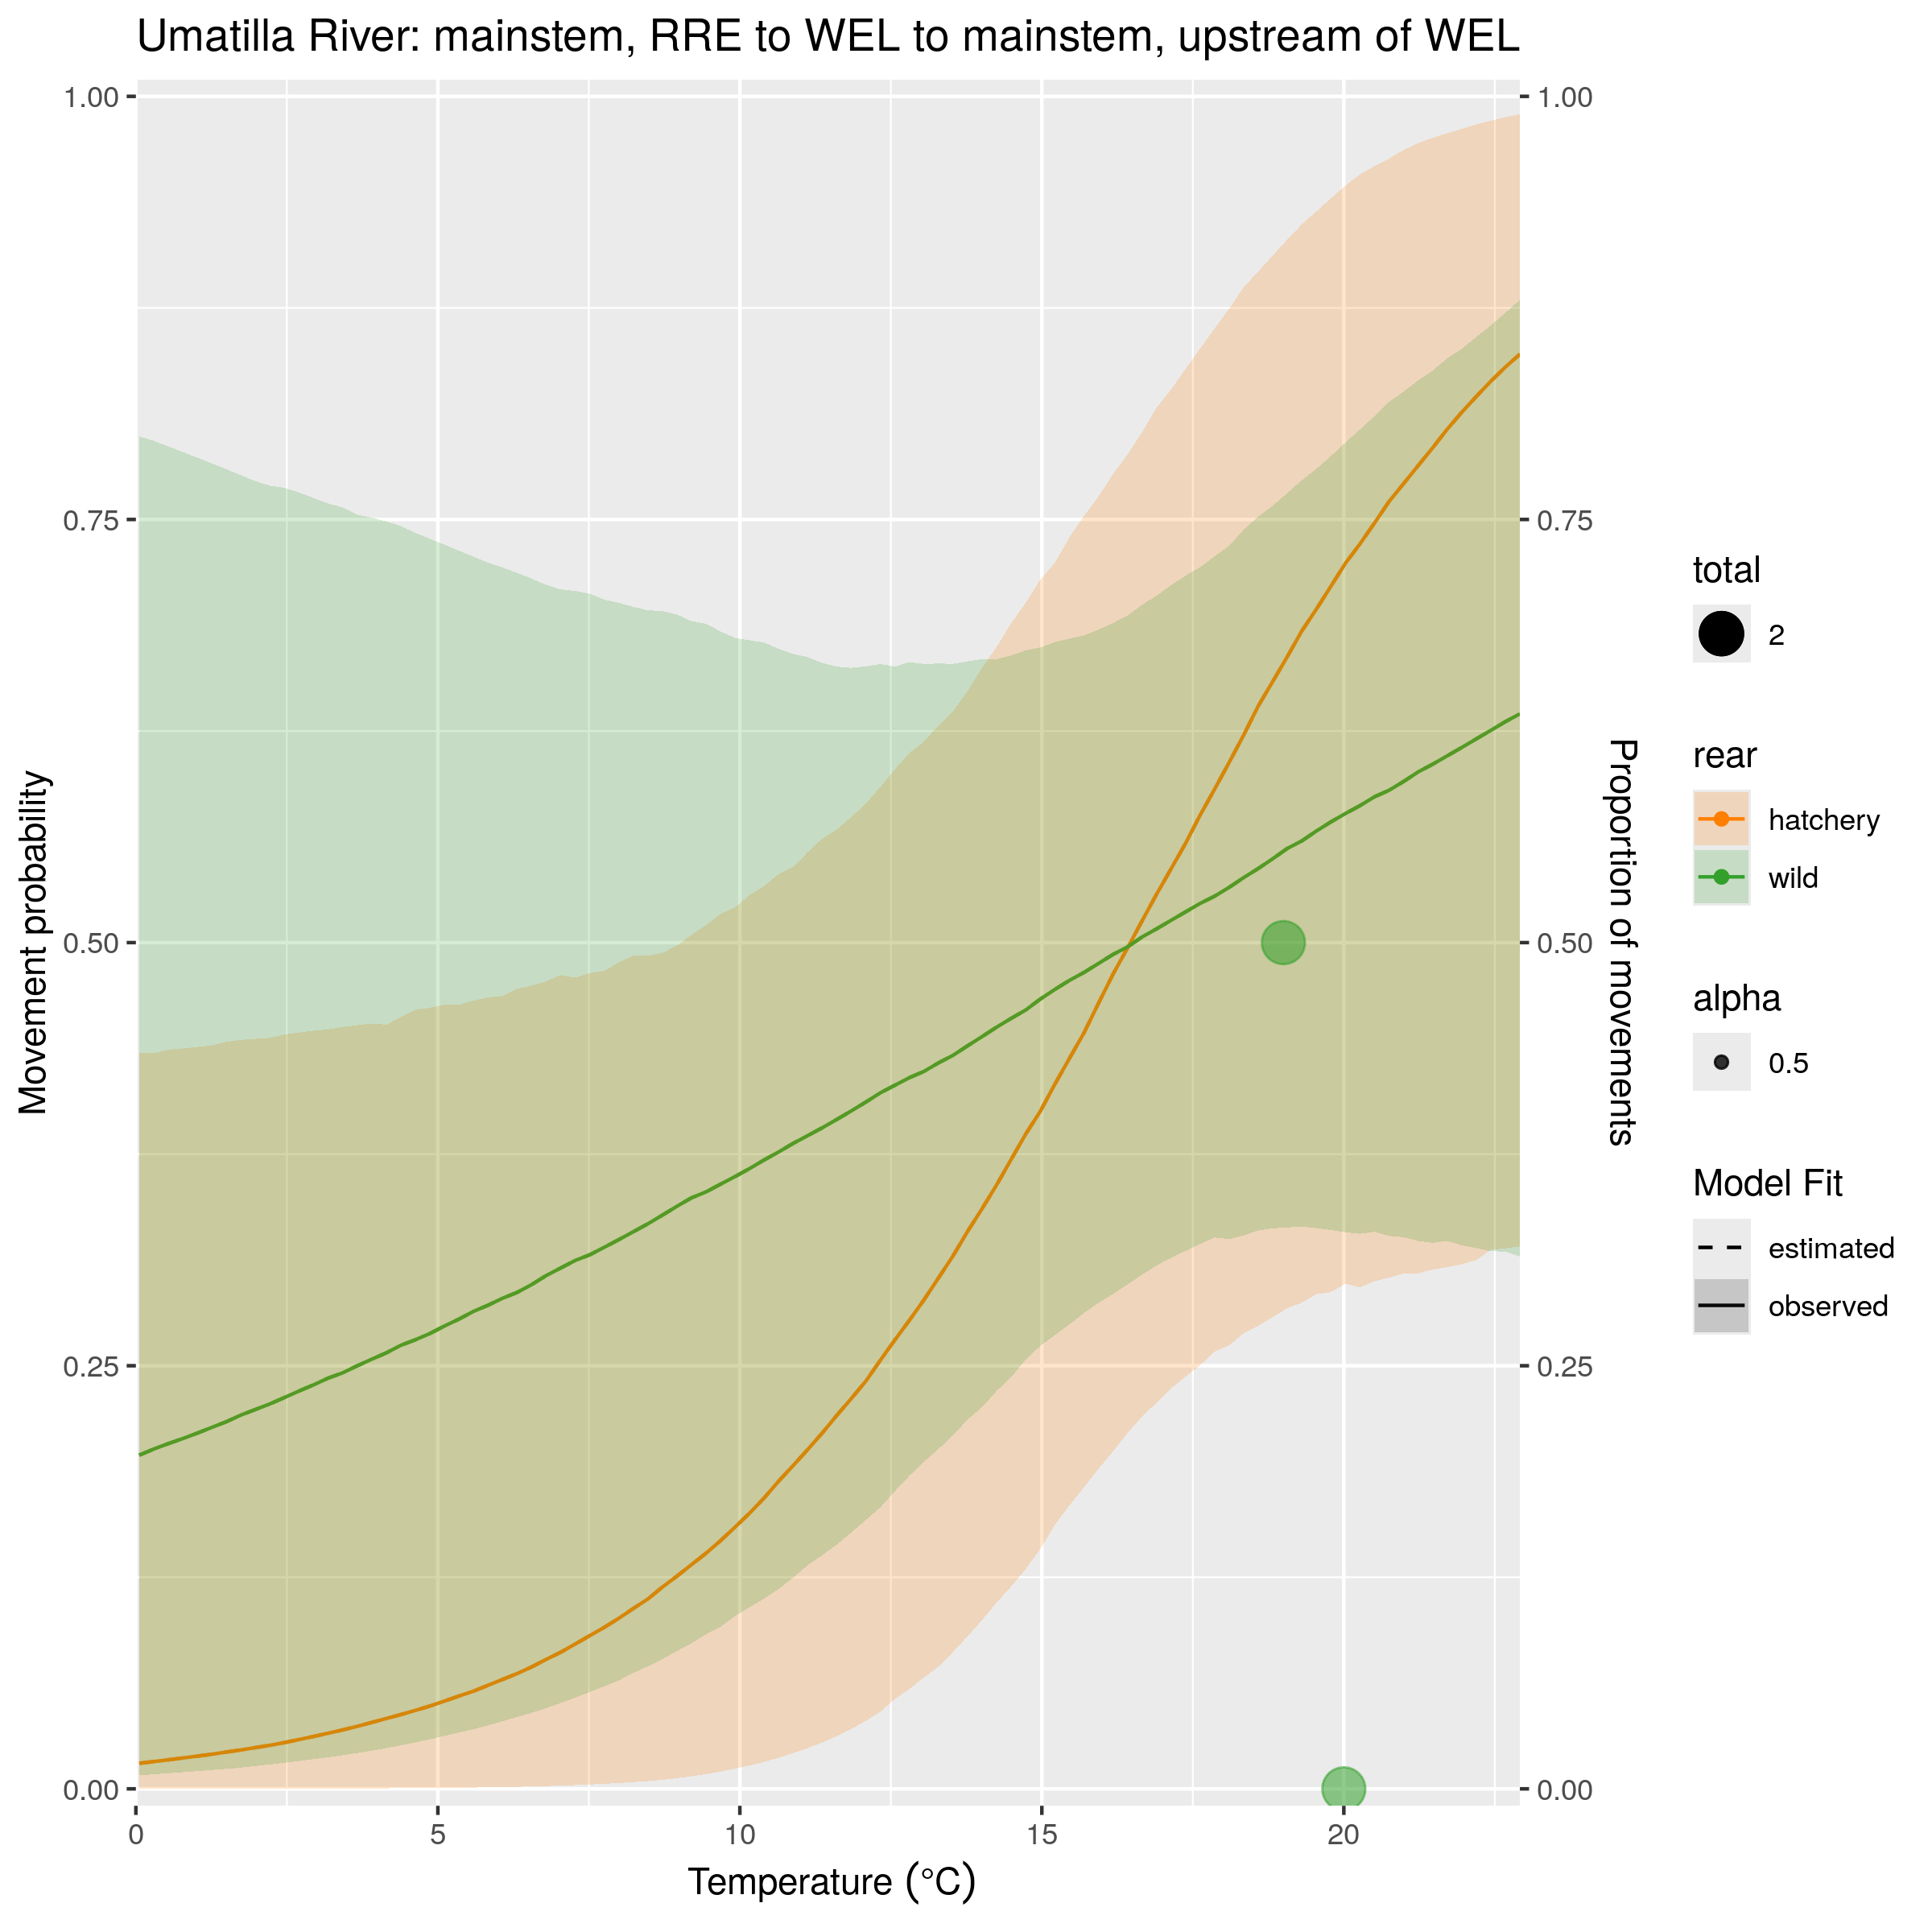 Umatilla River: mainstem, RRE to WEL to mainstem, upstream of WEL
Movement probability
1.00
0.75
0.50
0.25
0.00
0
5
10
15
20
Temperature (°C)
1.00
0.75
0.50
0.25
0.00
Proportion of movements
total
2
rear
hatchery
wild
alpha
0.5
Model Fit
estimated
observed